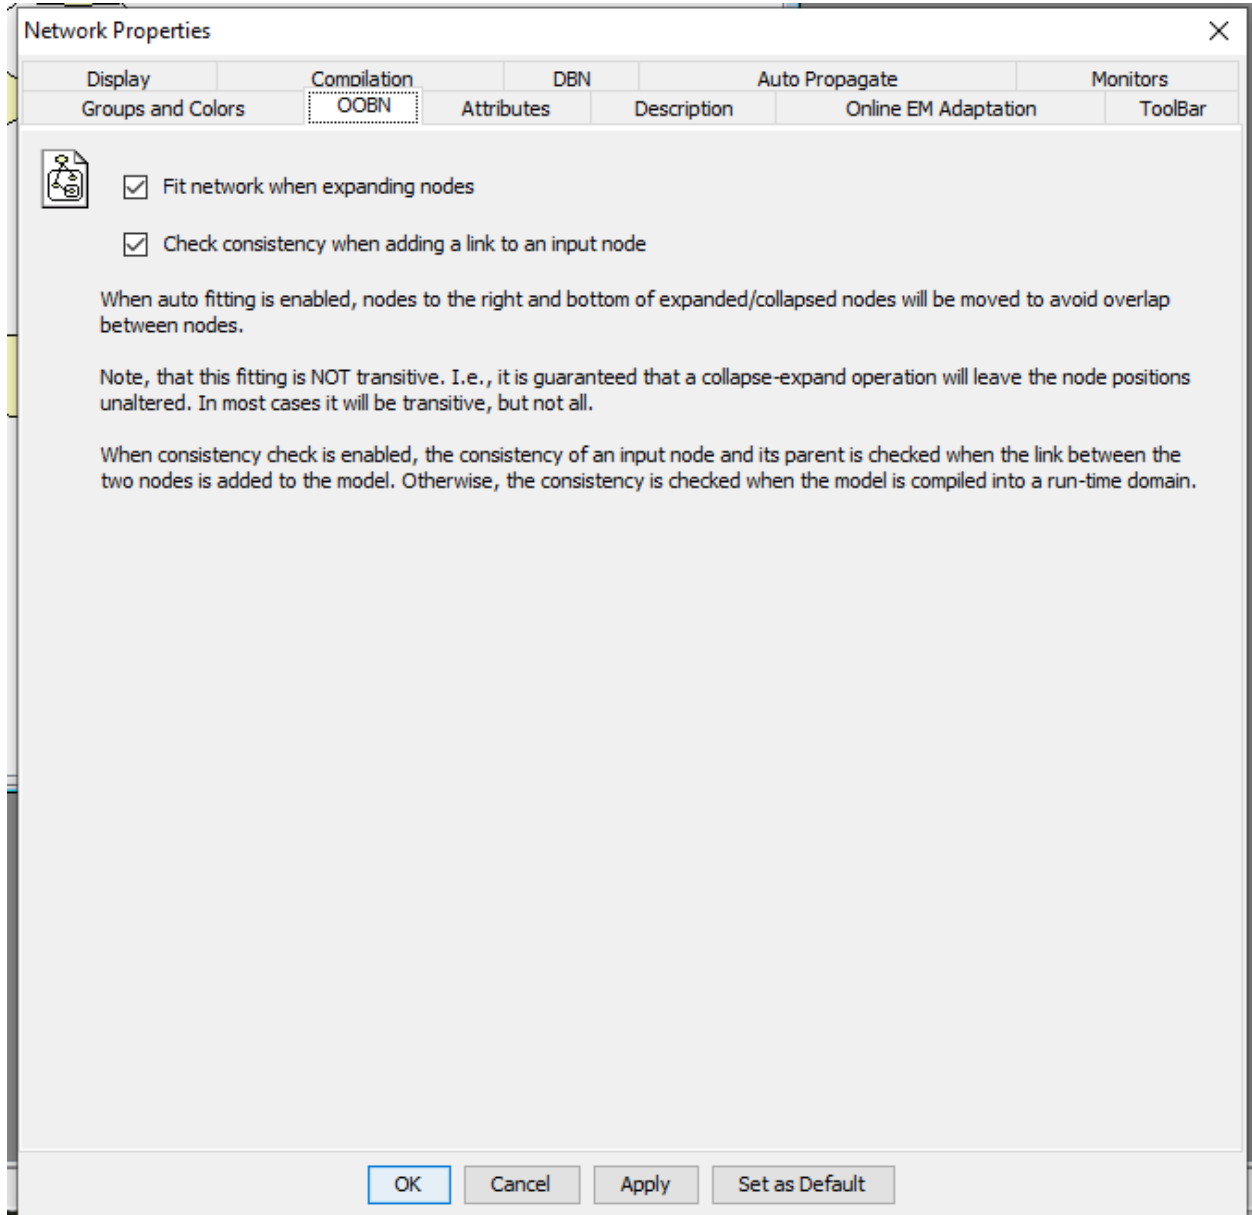 Network Properties
Display Compilation DBN Auto Propagate Monitors
Groups and Colors OOBN Attributes Description Online EM Adaptation ToolBar
Fit network when expanding nodes
Check consistency when adding a link to an input node
When auto fitting is enabled, nodes to the right and bottom of expanded/collapsed nodes will be moved to avoid overlap
between nodes.
Note, that this fitting is NOT transitive. I.e., it is guaranteed that a collapse-expand operation will leave the node positions
unaltered. In most cases it will be transitive, but not all.
When consistency check is enabled, the consistency of an input node and its parent is checked when the link between the
two nodes is added to the model. Otherwise, the consistency is checked when the model is compiled into a run-time domain.
OK Cancel Apply Set as Default